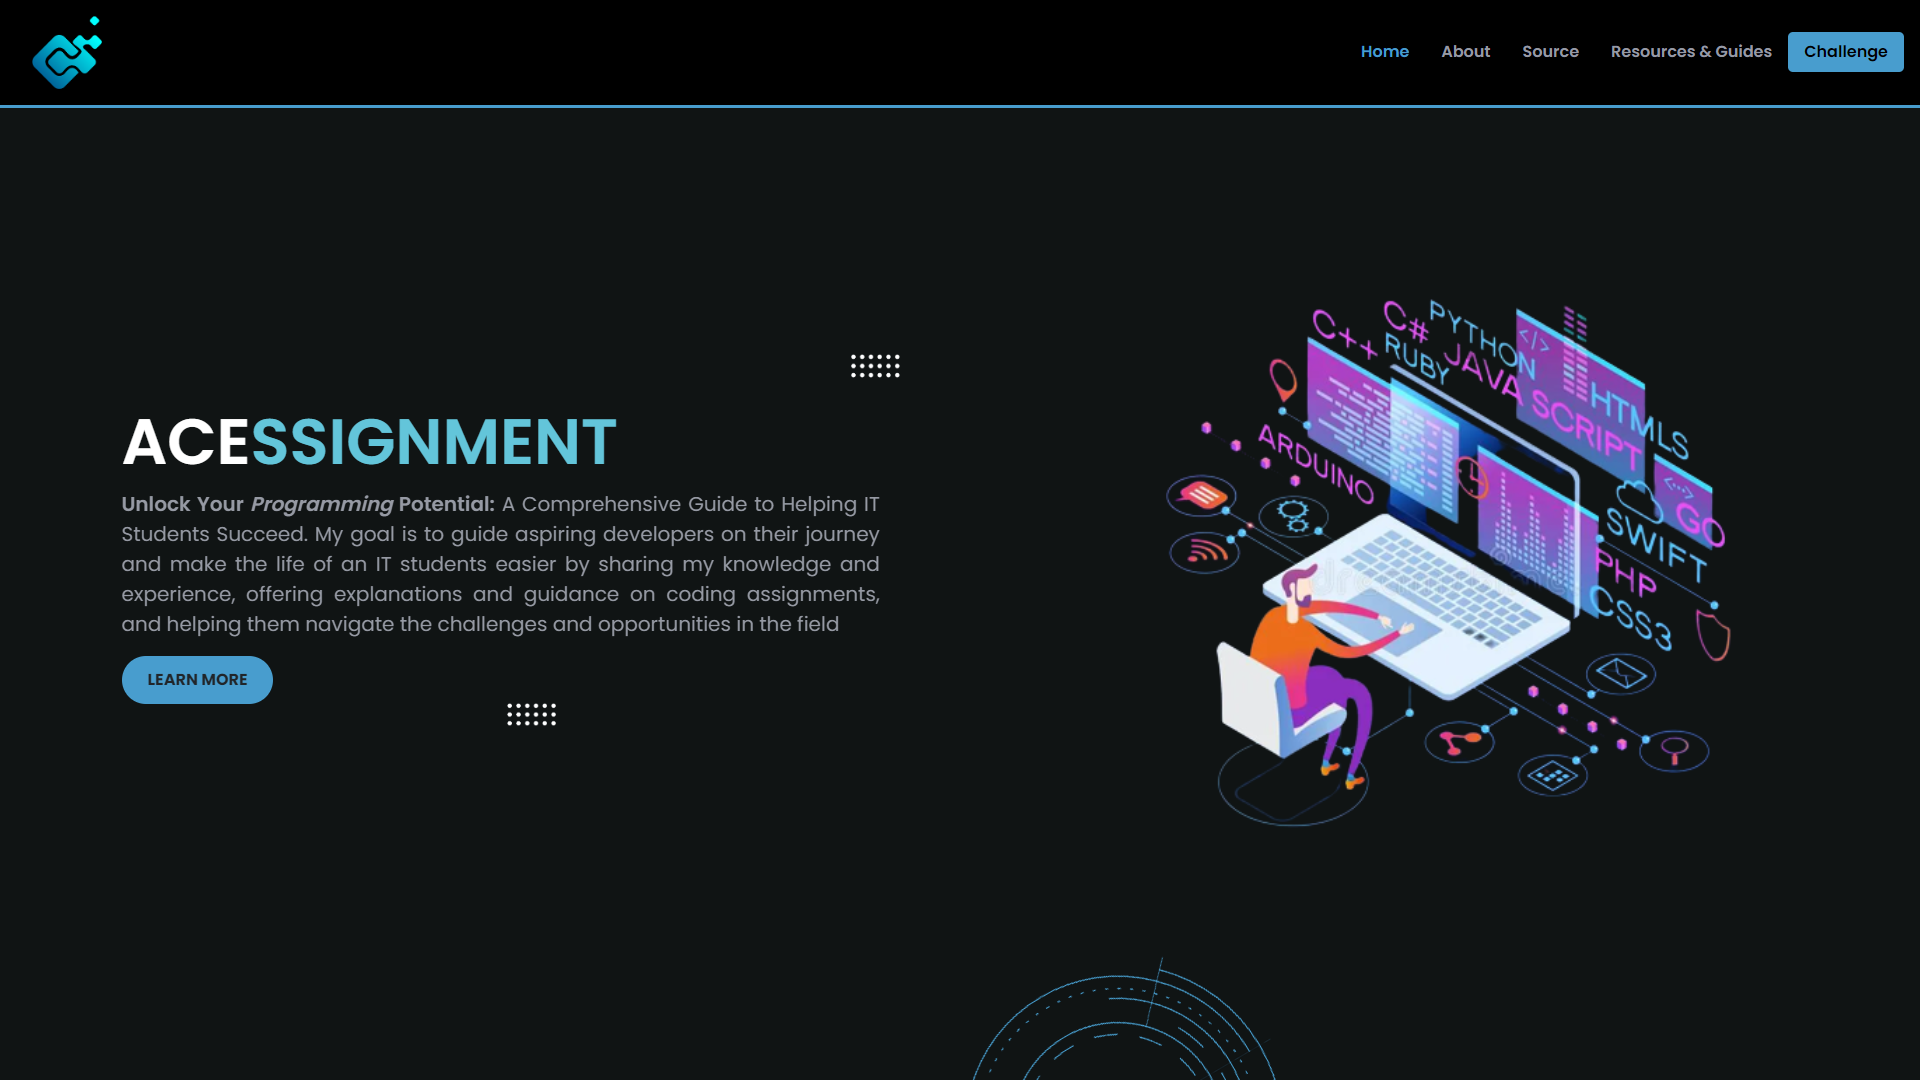 Home About Source Resources & Guides Challenge
ACESSIGNMENT
Unlock Your Programming Potential: A Comprehensive Guide to Helping IT
Students Succeed. My goal is to guide aspiring developers on their journey
and make the life of an IT students easier by sharing my knowledge and
experience, offering explanations and guidance on coding assignments,
and helping them navigate the challenges and opportunities in the field
LEARN MORE
C++
C#
PYTHON
RUBY
JAVA
SCRIPT
</>
HTML5
ARDUINO
<··>
GO
SWIFT
PHP
CSS3